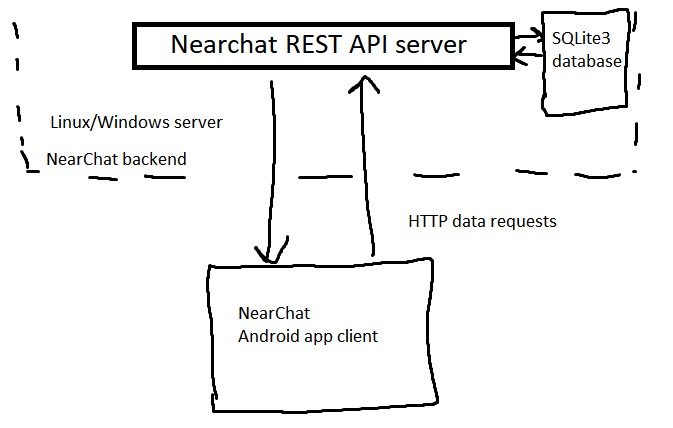 Nearchat REST API server
SQLite3
database
Linux/Windows server
NearChat backend
HTTP data requests
NearChat
Android app client